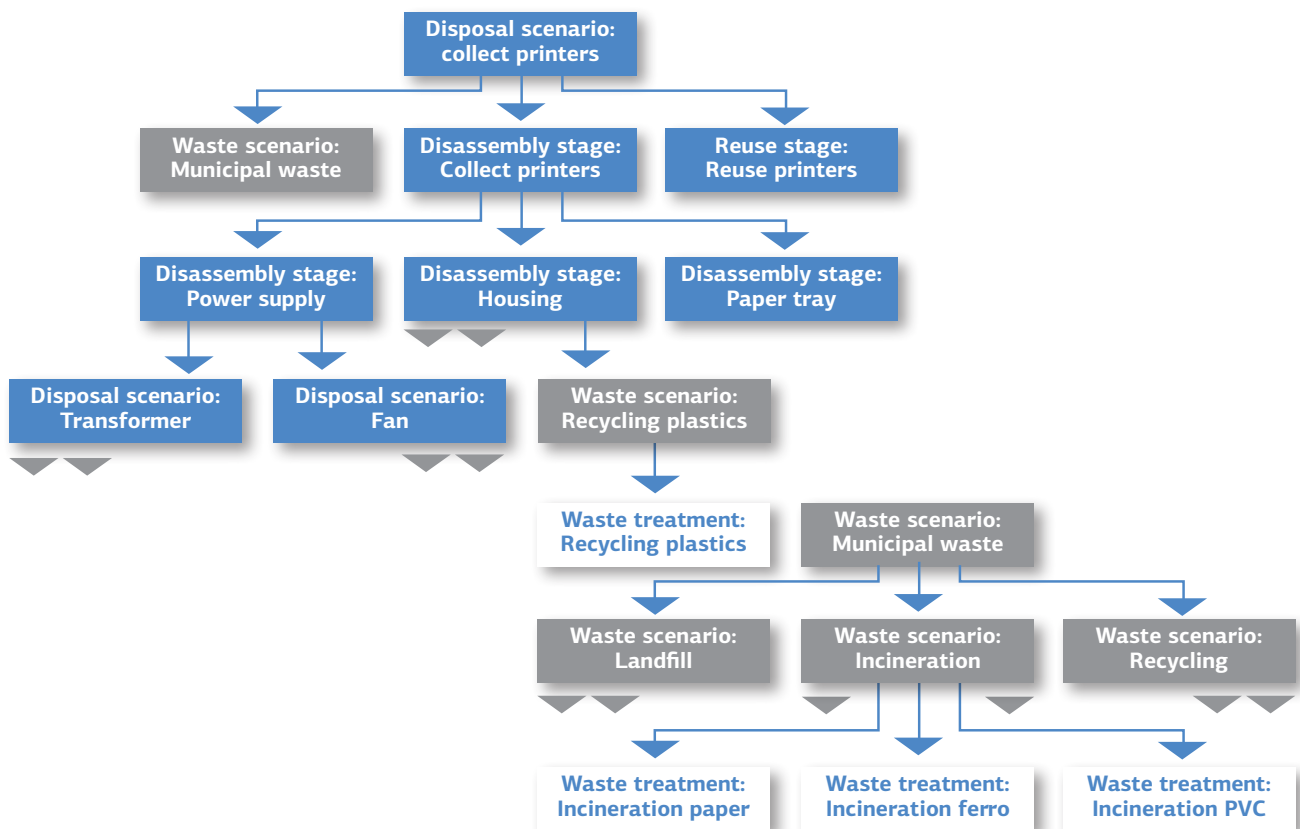 Disposal scenario:
collect printers
Waste scenario:
Municipal waste
Disassembly stage:
Collect printers
Reuse stage:
Reuse printers
Disassembly stage:
Power supply
Disassembly stage:
Housing
Disassembly stage:
Paper tray
Disposal scenario:
Transformer
Disposal scenario:
Fan
Waste scenario:
Recycling plastics
Waste treatment:
Recycling plastics
Waste scenario:
Municipal waste
Waste scenario:
Landfill
Waste scenario:
Incineration
Waste scenario:
Recycling
Waste treatment:
Incineration paper
Waste treatment:
Incineration ferro
Waste treatment:
Incineration PVC